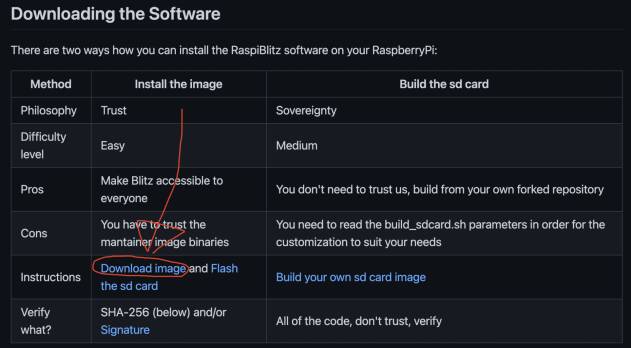 Downloading the Software
There are two ways how you can install the RaspiBlitz software on your RaspberryPi:
Method Install the image Build the sd card
Philosophy Trust Sovereignty
Difficulty
level
Easy Medium
Pros
Make Blitz accessible to
everyone
You don't need to trust us, build from your own forked repository
Cons
You have to trust the
mantainer image binaries
You need to read the build_sdcard.sh parameters in order for the
customization to suit your needs
Instructions
Download image and Flash
the sd card
Build your own sd card image
Verify
what?
SHA-256 (below) and/or
Signature
All of the code, don't trust, verify